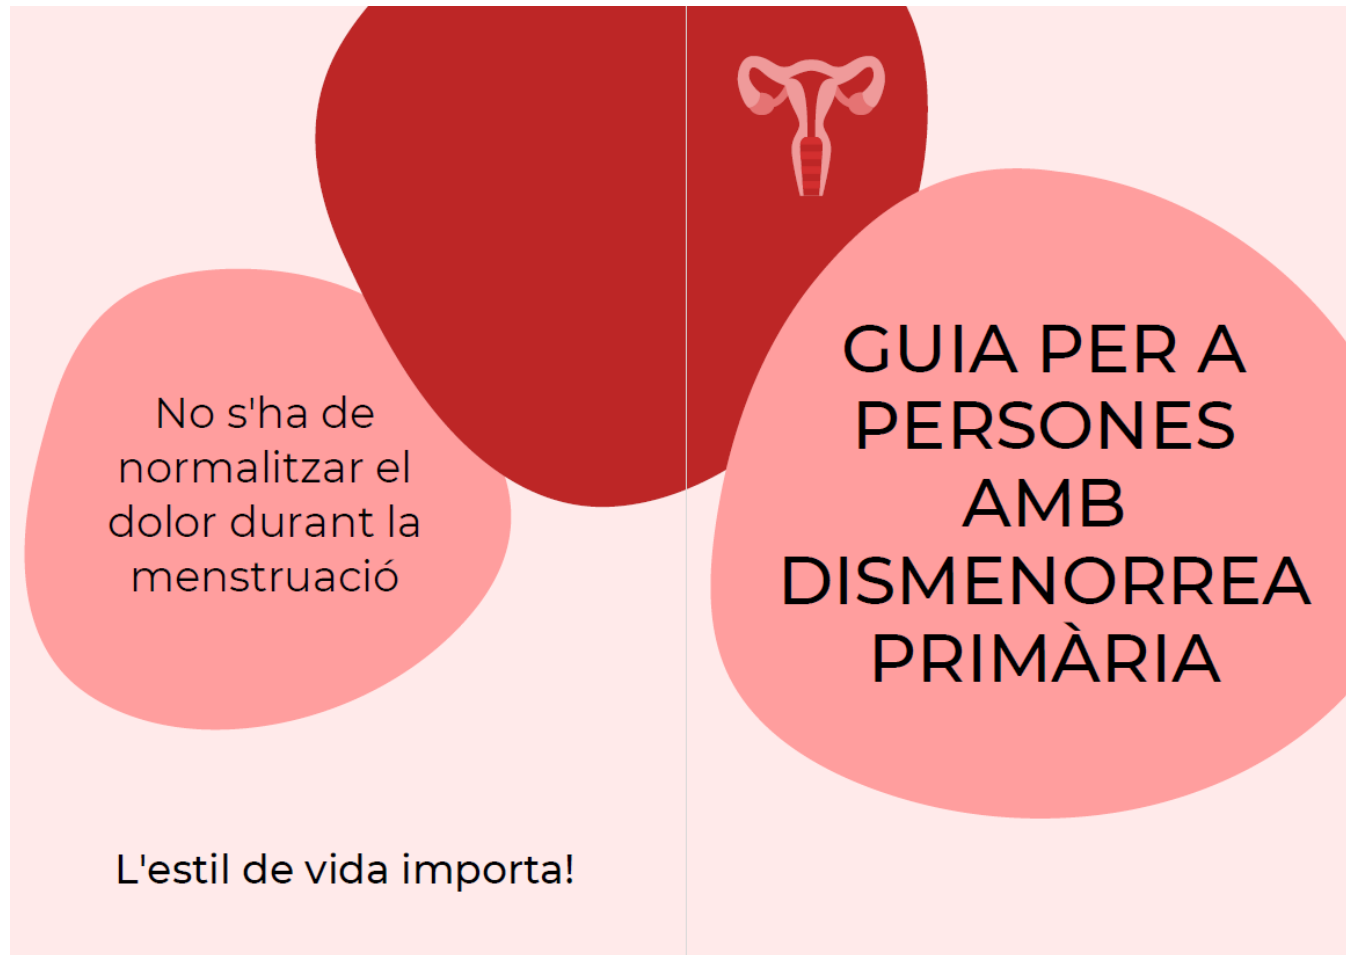 No s'ha de
normalitzar el
dolor durant la
menstruació
L'estil de vida importa!
GUIA PER A
PERSONES
AMB
DISMENORREA
PRIMÀRIA